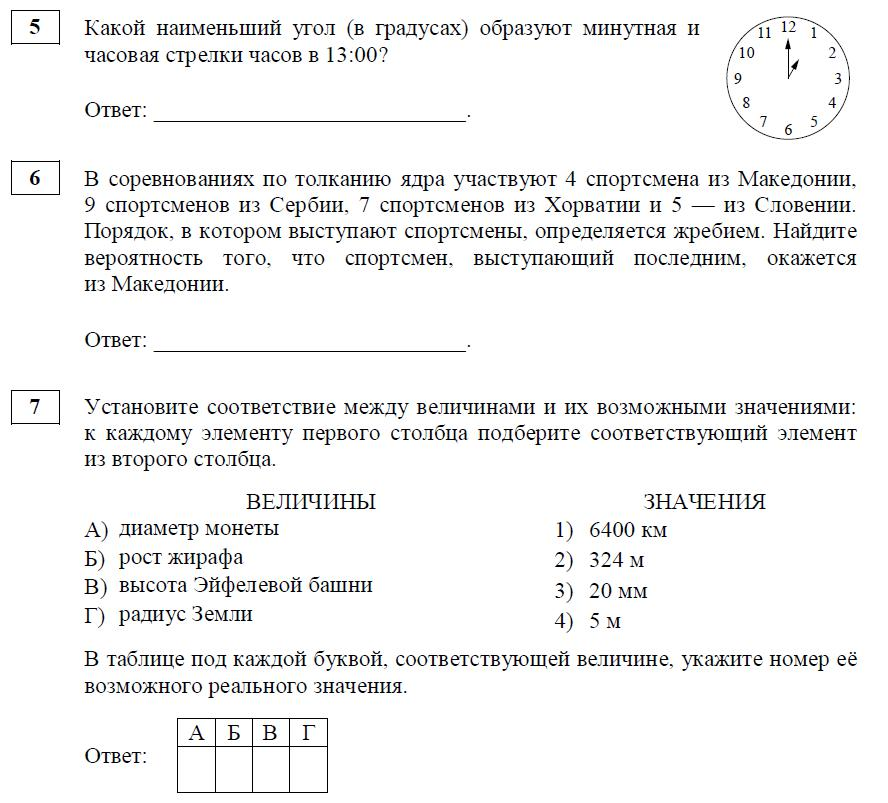 5
Какой наименьший угол (в градусах) образуют минутная и
часовая стрелки часов в 13:00?
12
11
1
10
2
9
3
8
4
7
5
6
Ответ: ____________________________.
6
В соревнованиях по толканию ядра участвуют 4 спортсмена из Македонии,
9 спортсменов из Сербии, 7 спортсменов из Хорватии и 5 — из Словении.
Порядок, в котором выступают спортсмены, определяется жребием. Найдите
вероятность того, что спортсмен, выступающий последним, окажется
из Македонии.
Ответ: ____________________________.
7
Установите соответствие между величинами и их возможными значениями:
к каждому элементу первого столбца подберите соответствующий элемент
из второго столбца.
ВЕЛИЧИНЫ
А) диаметр монеты
Б) рост жирафа
В) высота Эйфелевой башни
Г) радиус Земли
ЗНАЧЕНИЯ
1) 6400 км
2) 324 м
3) 20 мм
4) 5 м
В таблице под каждой буквой, соответствующей величине, укажите номер её
возможного реального значения.
Ответ:
А Б В Г